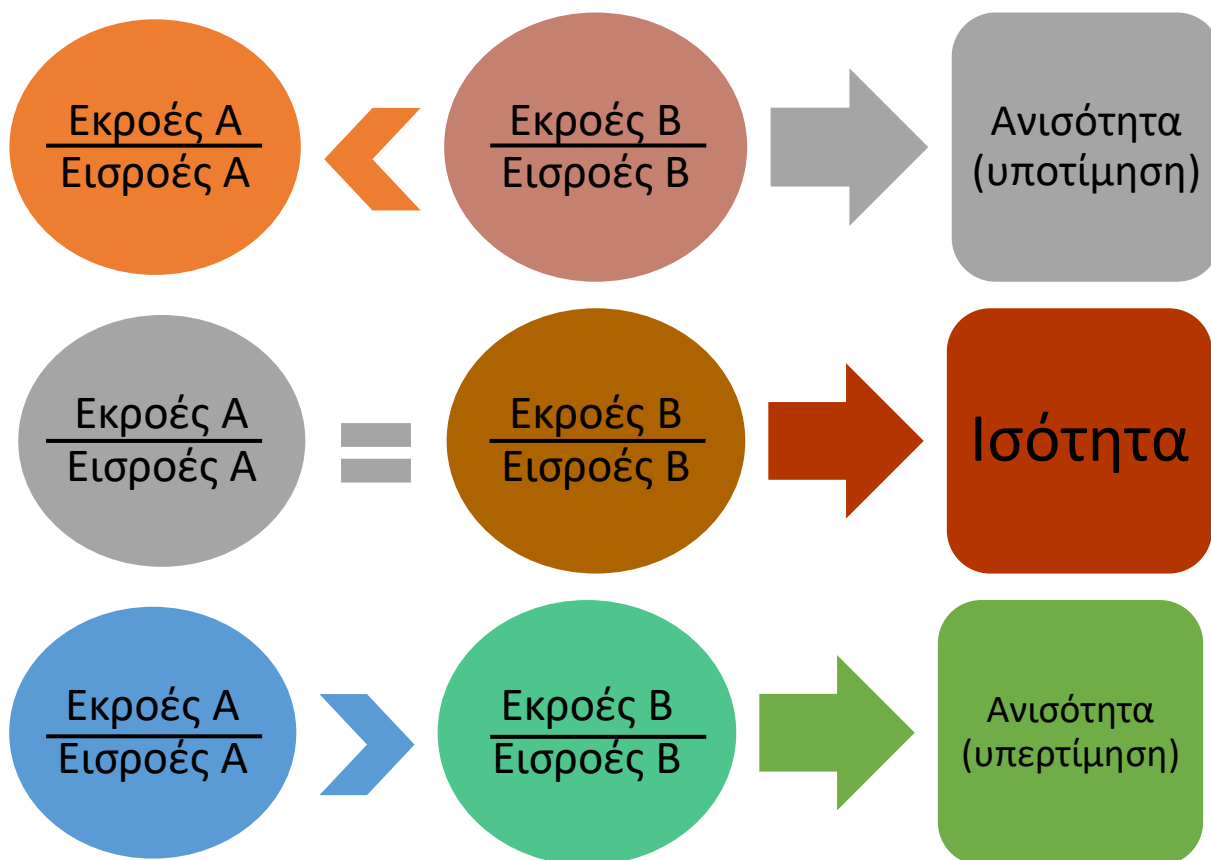 Εκροές Α
Εισροές Α
<
Εκροές Β
Εισροές Β
Ανισότητα
(υποτίμηση)
Εκροές Α
Εισροές Α
=
Εκροές Β
Εισροές Β
Ισότητα
Εκροές Α
Εισροές Α
>
Εκροές Β
Εισροές Β
Ανισότητα
(υπερτίμηση)